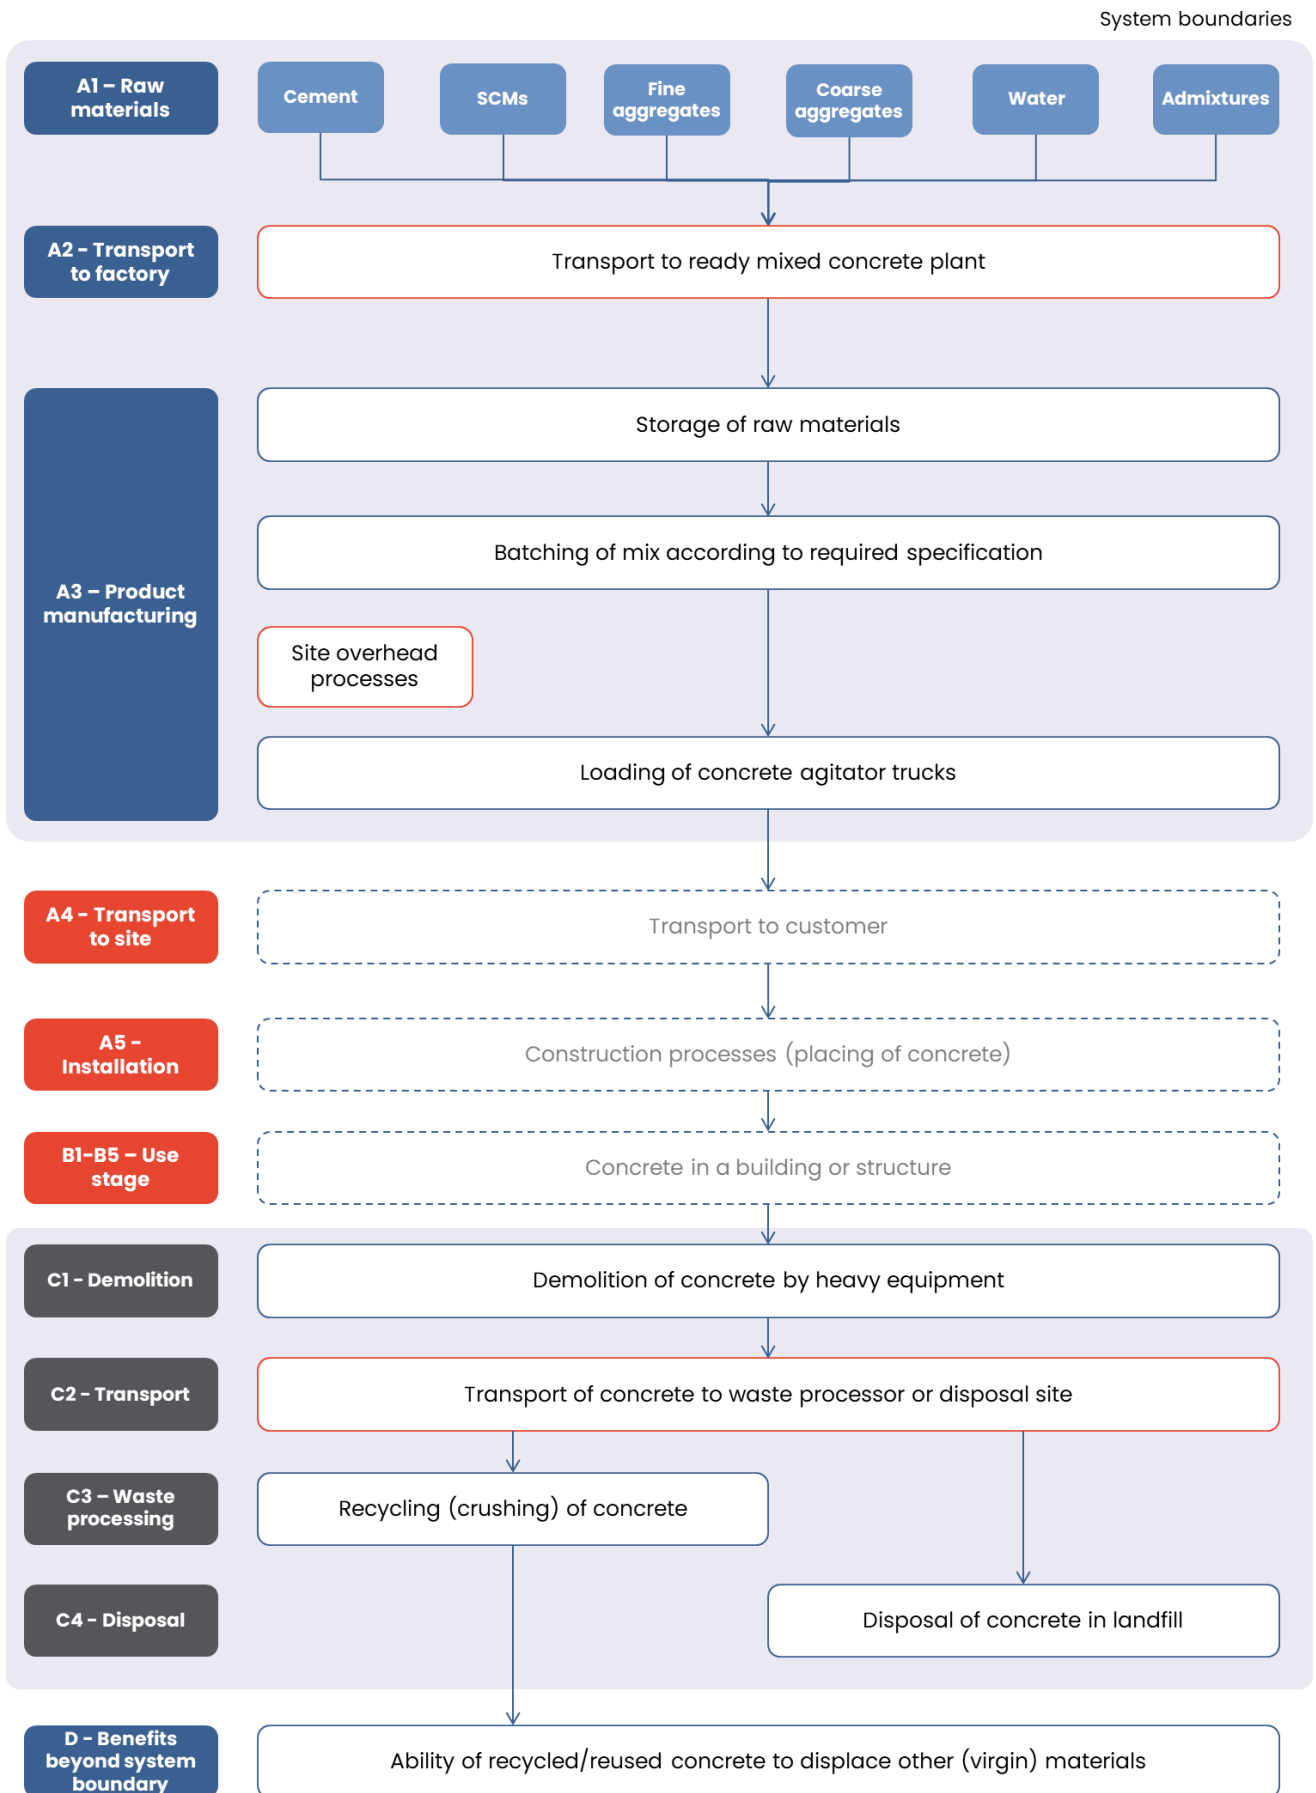 System boundaries
A1 – Raw
materials
Cement
SCMs
Fine
aggregates
Coarse
aggregates
Water
Admixtures
A2 - Transport
to factory
Transport to ready mixed concrete plant
Storage of raw materials
Batching of mix according to required specification
A3 – Product
manufacturing
Site overhead
processes
Loading of concrete agitator trucks
A4 - Transport
to site
Transport to customer
A5 -
Installation
Construction processes (placing of concrete)
B1-B5 – Use
stage
Concrete in a building or structure
C1 - Demolition
Demolition of concrete by heavy equipment
C2 - Transport
Transport of concrete to waste processor or disposal site
C3 – Waste
processing
Recycling (crushing) of concrete
C4 - Disposal
Disposal of concrete in landfill
D - Benefits
beyond system
boundary
Ability of recycled/reused concrete to displace other (virgin) materials